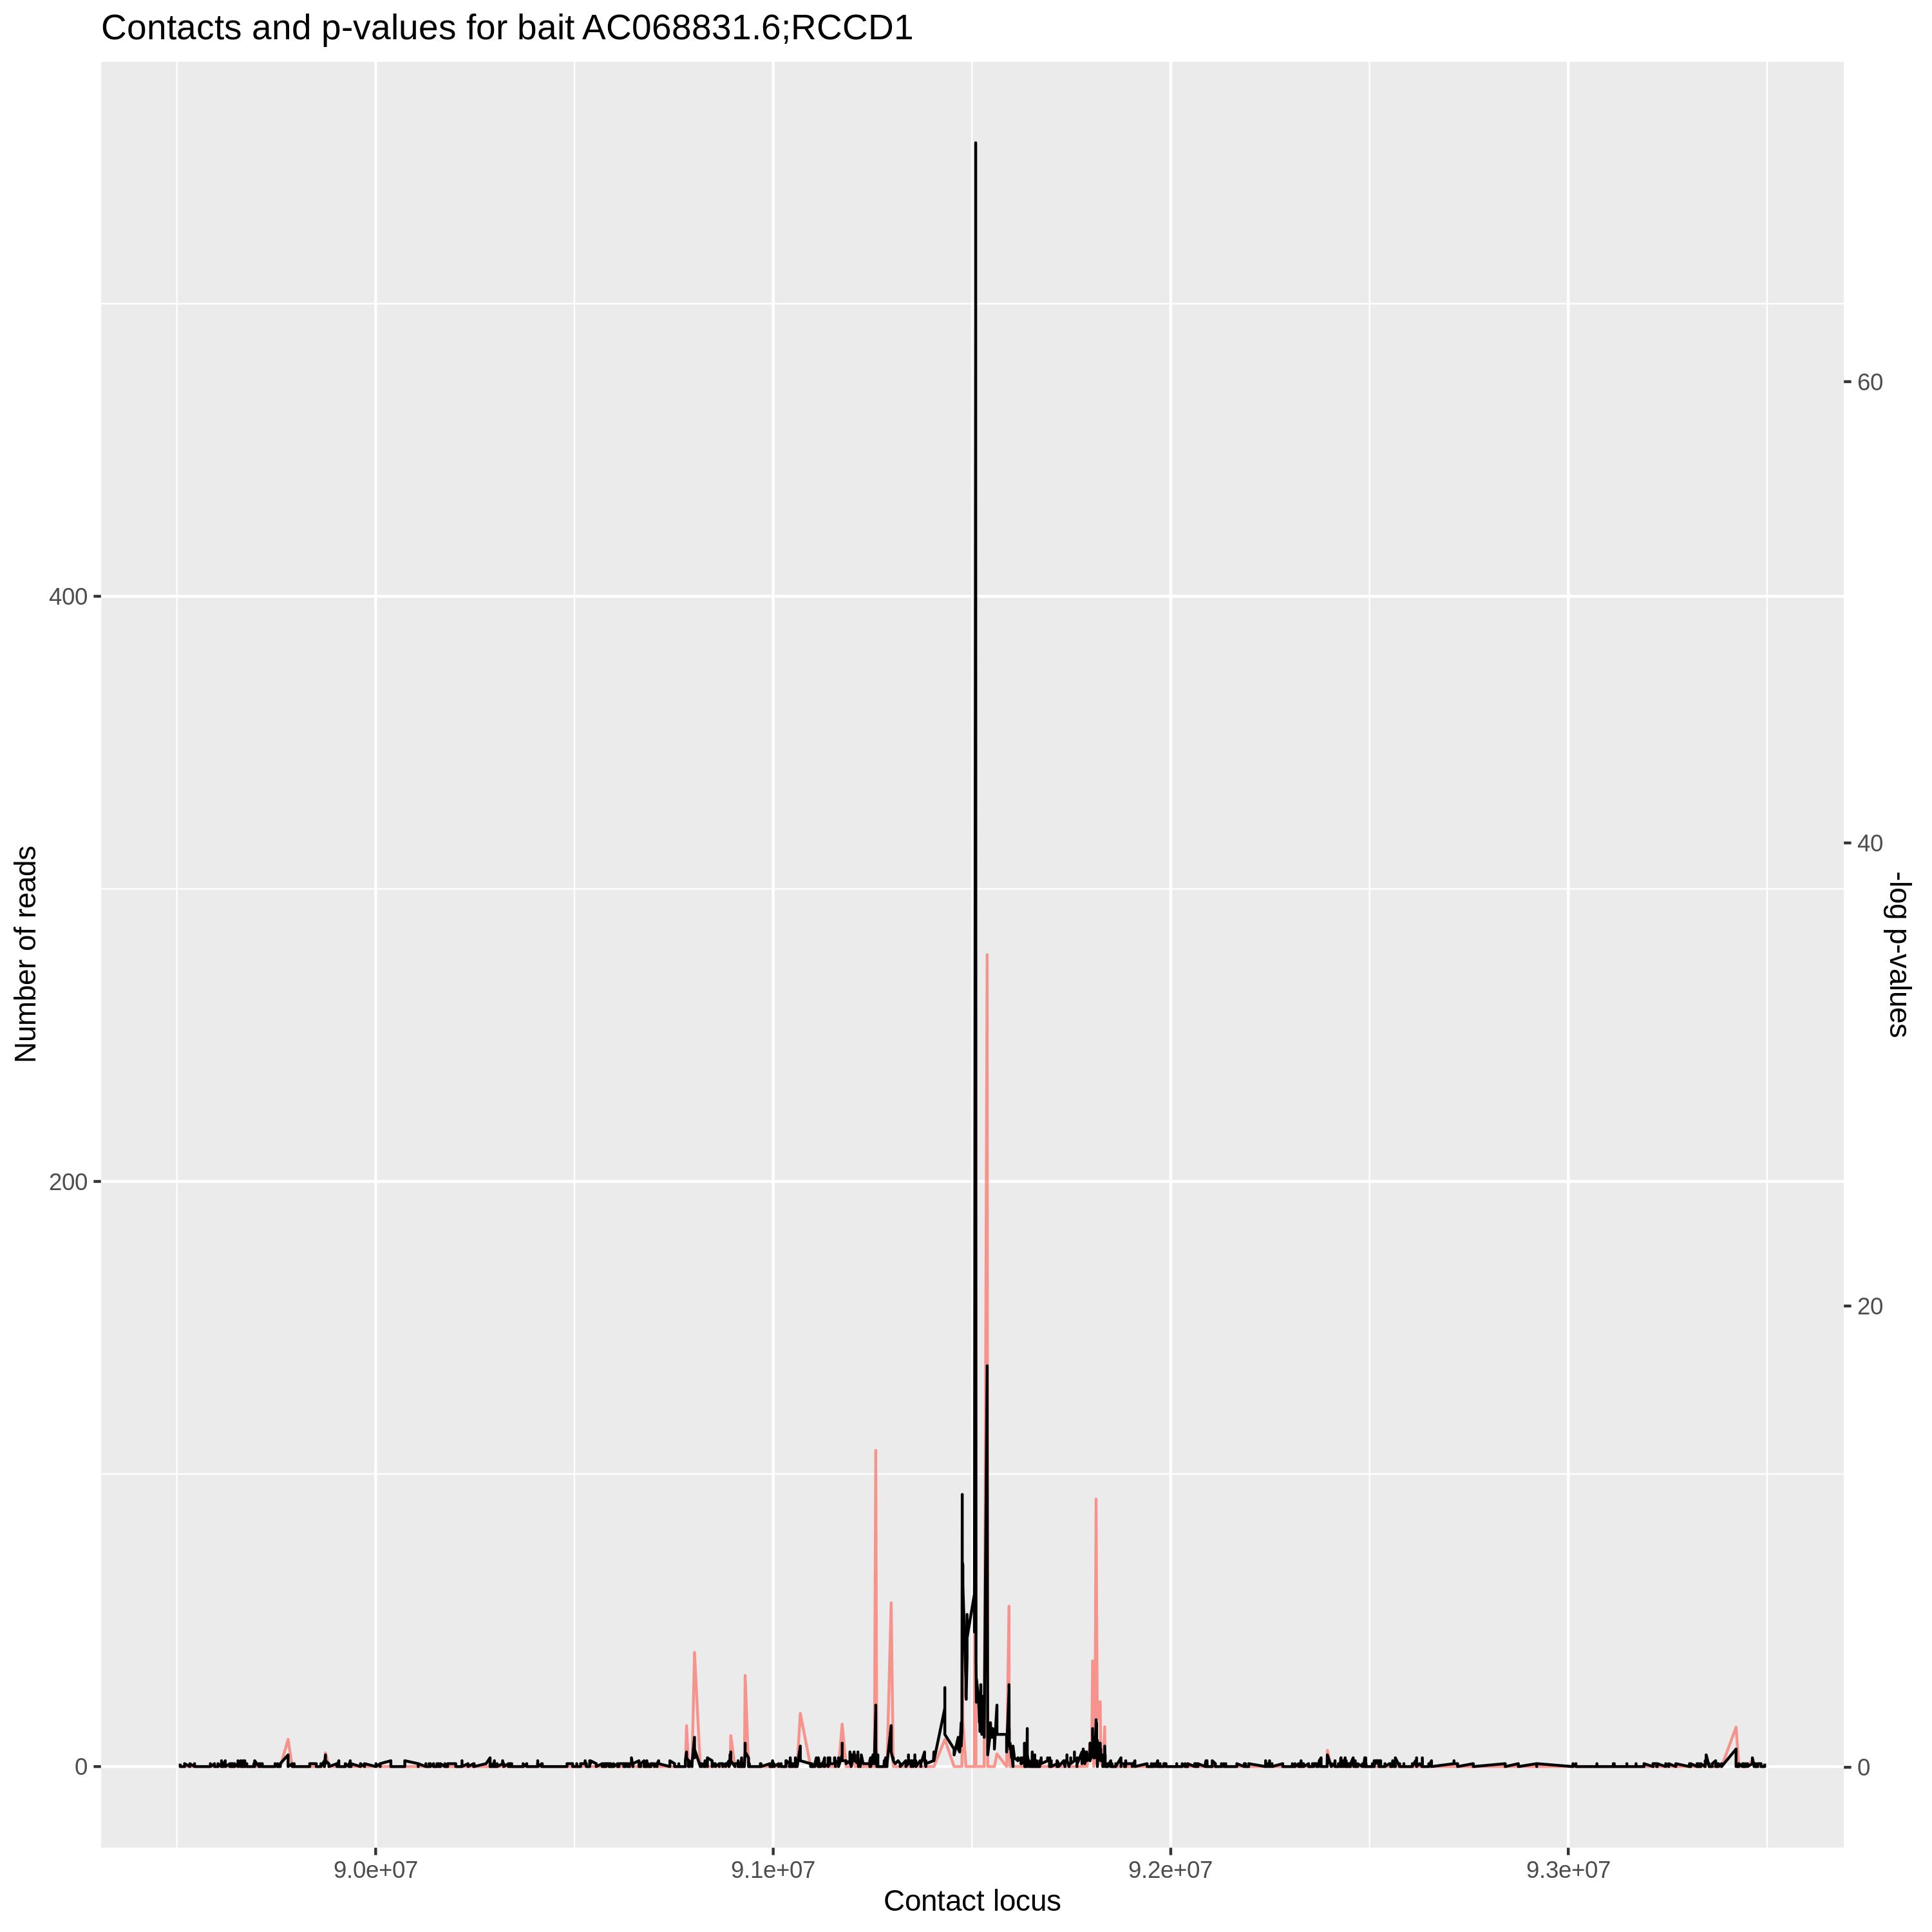 Contacts and p-values for bait AC068831.6;RCCD1
Number of reads
400
200
0
60
40
20
0
-log p-values
9.0e+07
9.1e+07
9.2e+07
9.3e+07
Contact locus